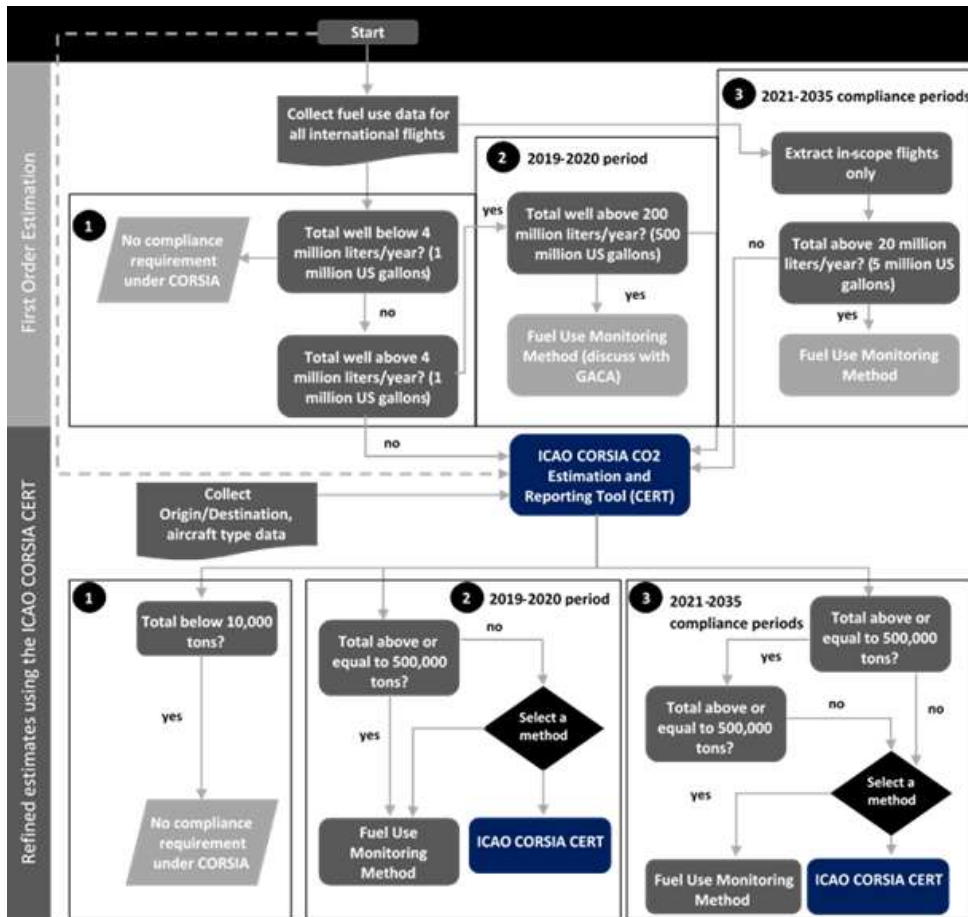 Start
First Order Estimation
Collect fuel use data for
all international flights
3
2021-2035 compliance periods
Extract in-scope flights
only
no
Total above 20 million
liters/year? (5 million US
gallons)
yes
Fuel Use Monitoring
Method
2
2019-2020 period
yes
Total well above 200
million liters/year? (500
million US gallons)
yes
Fuel Use Monitoring
Method (discuss with
GACA)
1
No compliance
requirement
under CORSIA
Total well below 4
million liters/year? (1
million US gallons)
no
Total well above 4
million liters/year? (1
million US gallons)
no
Refined estimates using the ICAO CORSIA CERT
ICAO CORSIA CO2
Estimation and
Reporting Tool (CERT)
Collect
Origin/Destination,
aircraft type data
1
Total below 10,000
tons?
yes
No compliance
requirement
under CORSIA
2
2019-2020 period
Total above or
equal to 500,000
tons?
no
yes
Select a
method
Fuel Use
Monitoring
Method
ICAO CORSIA CERT
3
2021-2035
compliance periods
Total above or
equal to 500,000
tons?
yes
no
Total above or
equal to 500,000
tons?
no
yes
Select a
method
Fuel Use
Monitoring Method
ICAO CORSIA CERT